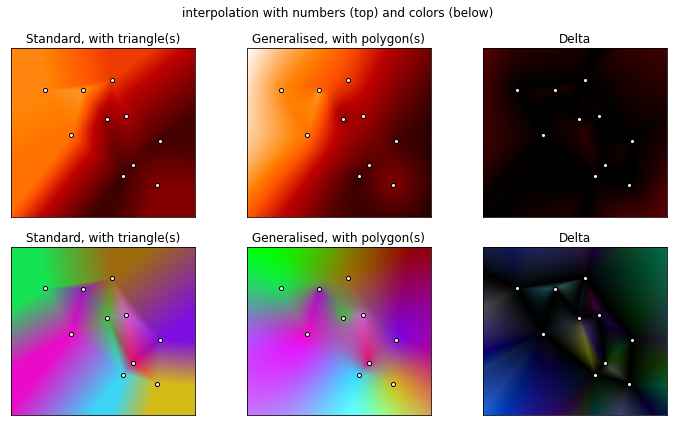 interpolation with numbers (top) and colors (below)
Standard, with triangle(s)
Generalised, with polygon(s)
Delta
Standard, with triangle(s)
Generalised, with polygon(s)
Delta